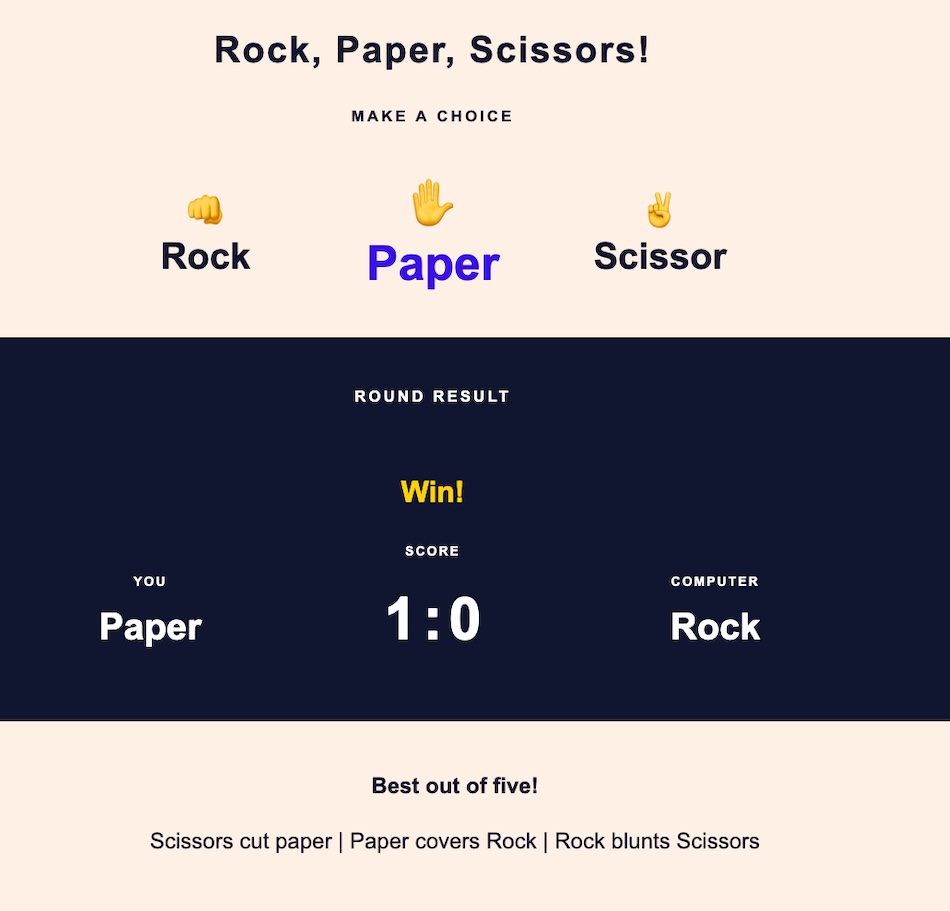 Rock, Paper, Scissors!
MAKE A CHOICE
Rock
Paper
Scissor
ROUND RESULT
Win!
SCORE
YOU
COMPUTER
Paper
1:0
Rock
Best out of five!
Scissors cut paper | Paper covers Rock | Rock blunts Scissors